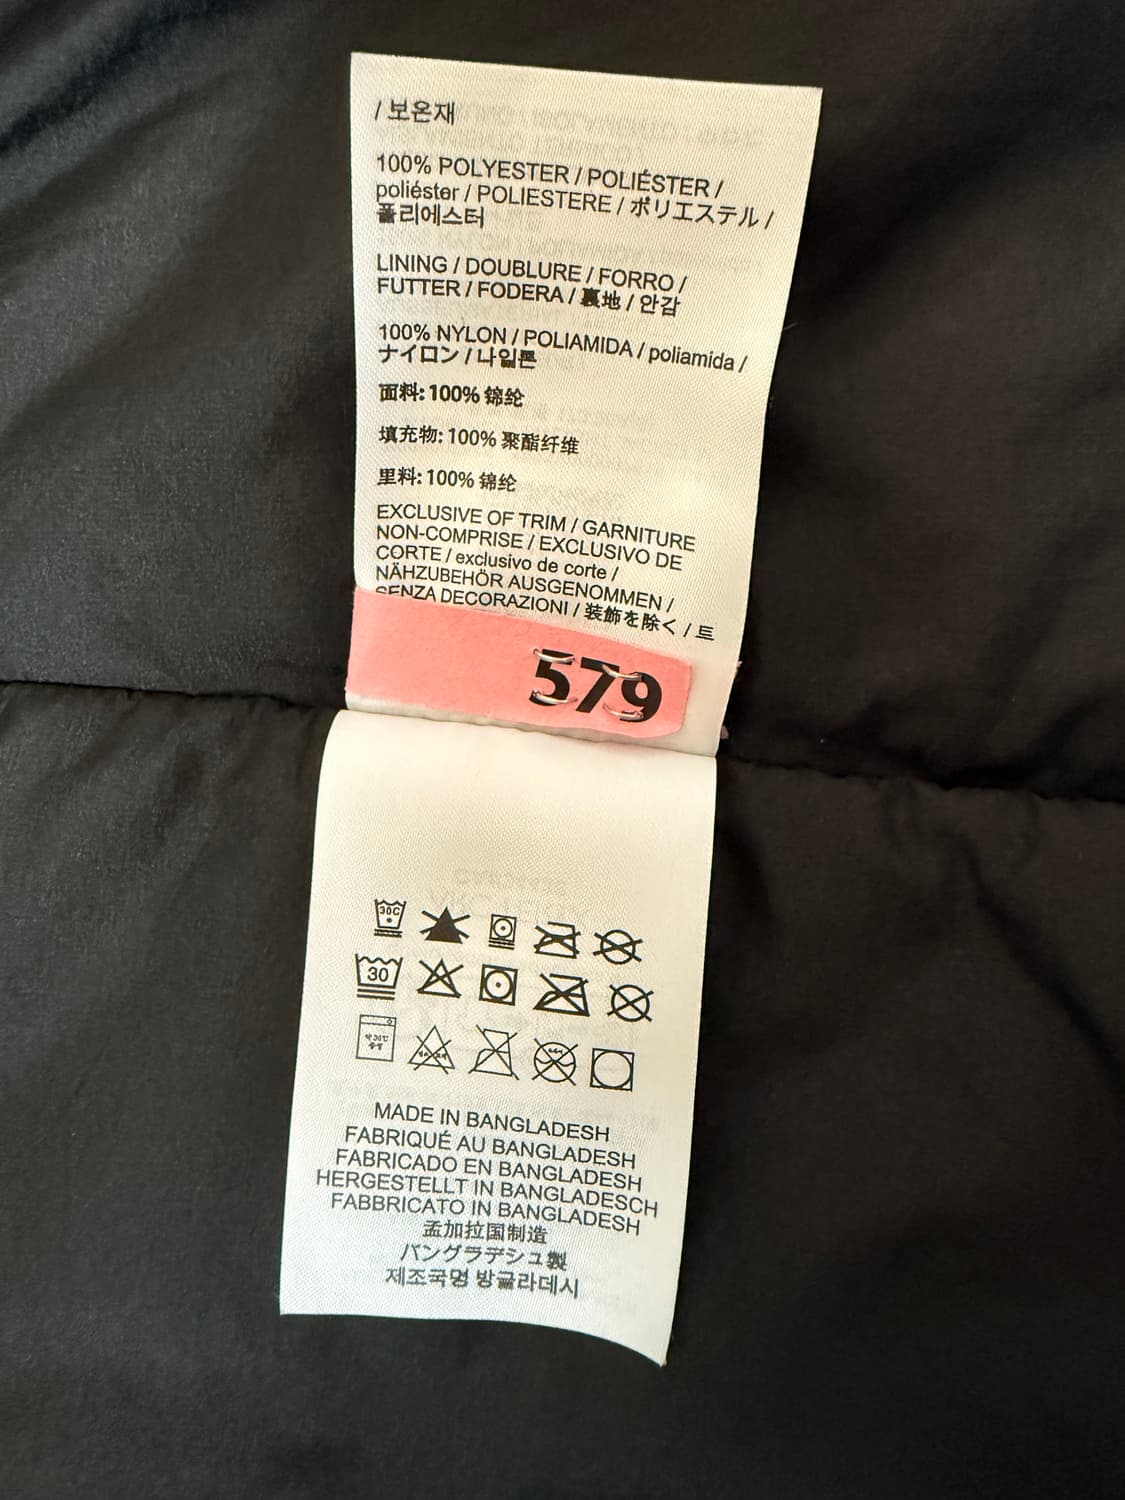 / 보온재
100% POLYESTER / POLIÉSTER /
poliéster / POLIESTERE / ポリエステル /
폴리에스터
LINING / DOUBLURE / FORRO /
FUTTER / FODERA / 裏地 / 안감
100% NYLON / POLIAMIDA / poliamida /
ナイロン / 나일론
面料: 100% 锦纶
填充物: 100% 聚酯纤维
里料: 100% 锦纶
EXCLUSIVE OF TRIM / GARNITURE
NON-COMPRISE / EXCLUSIVO DE
CORTE / exclusivo de corte /
NÄHZUBEHÖR AUSGENOMMEN /
SENZA DECORAZIONI / 装飾を除く / 트
579
30C
30
약 30℃
중성
MADE IN BANGLADESH
FABRIQUÉ AU BANGLADESH
FABRICADO EN BANGLADESH
HERGESTELLT IN BANGLADESCH
FABBRICATO IN BANGLADESH
孟加拉国制造
バングラデシュ製
제조국명 방글라데시